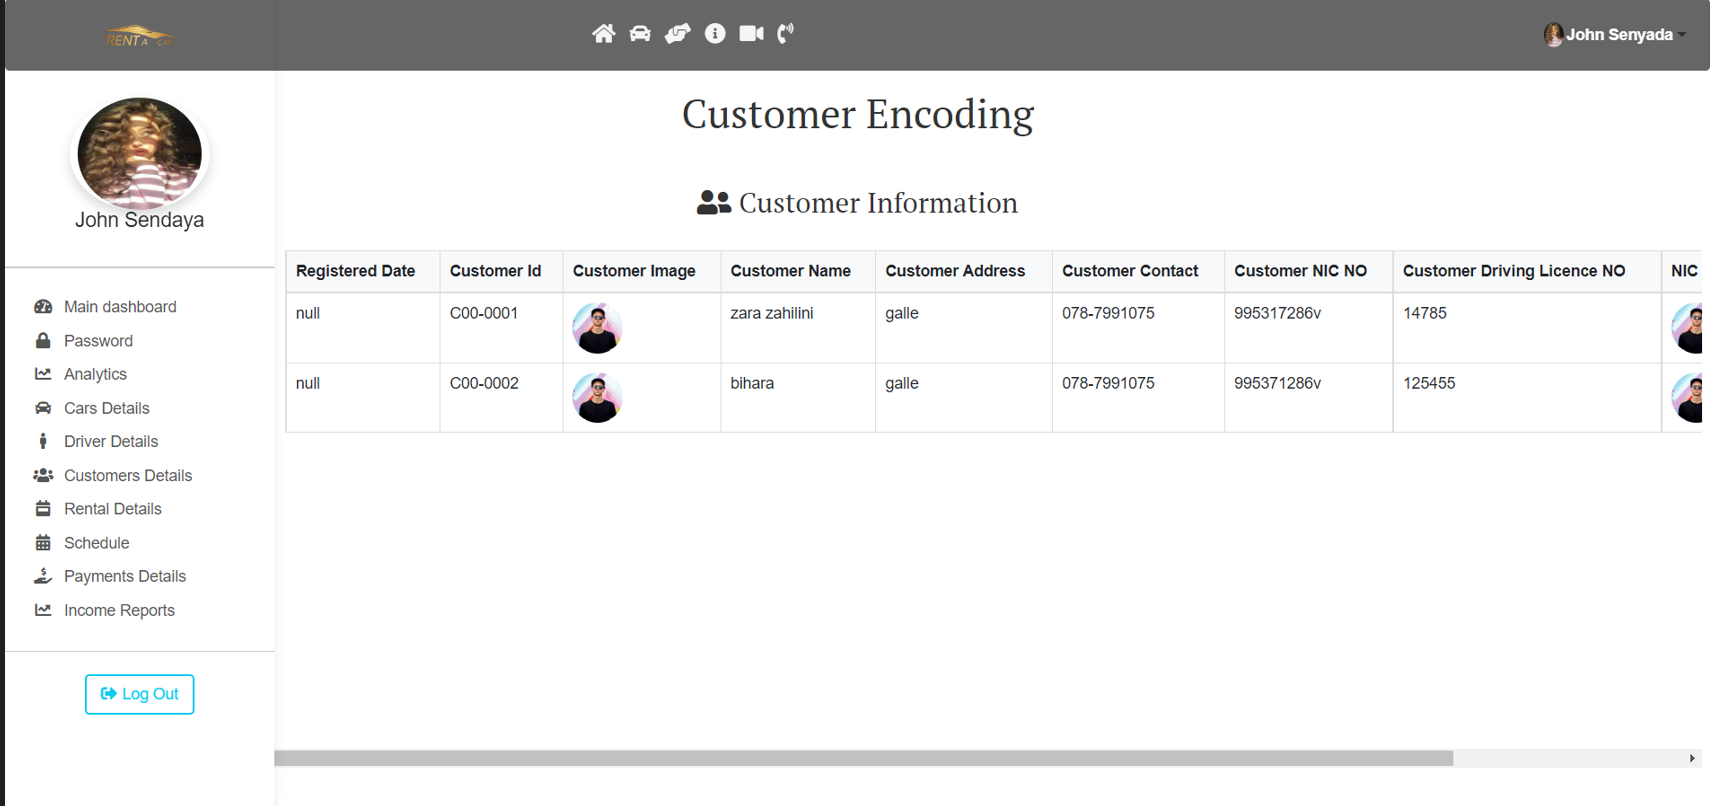 RENT A CAR
John Senyada
John Sendaya
Main dashboard
Password
Analytics
Cars Details
Driver Details
Customers Details
Rental Details
Schedule
Payments Details
Income Reports
Log Out
Customer Encoding
Customer Information
Registered Date Customer Id Customer Image Customer Name Customer Address Customer Contact Customer NIC NO Customer Driving Licence NO NIC
null C00-0001 zara zahilini galle 078-7991075 995317286v 14785
null C00-0002 bihara galle 078-7991075 995371286v 125455